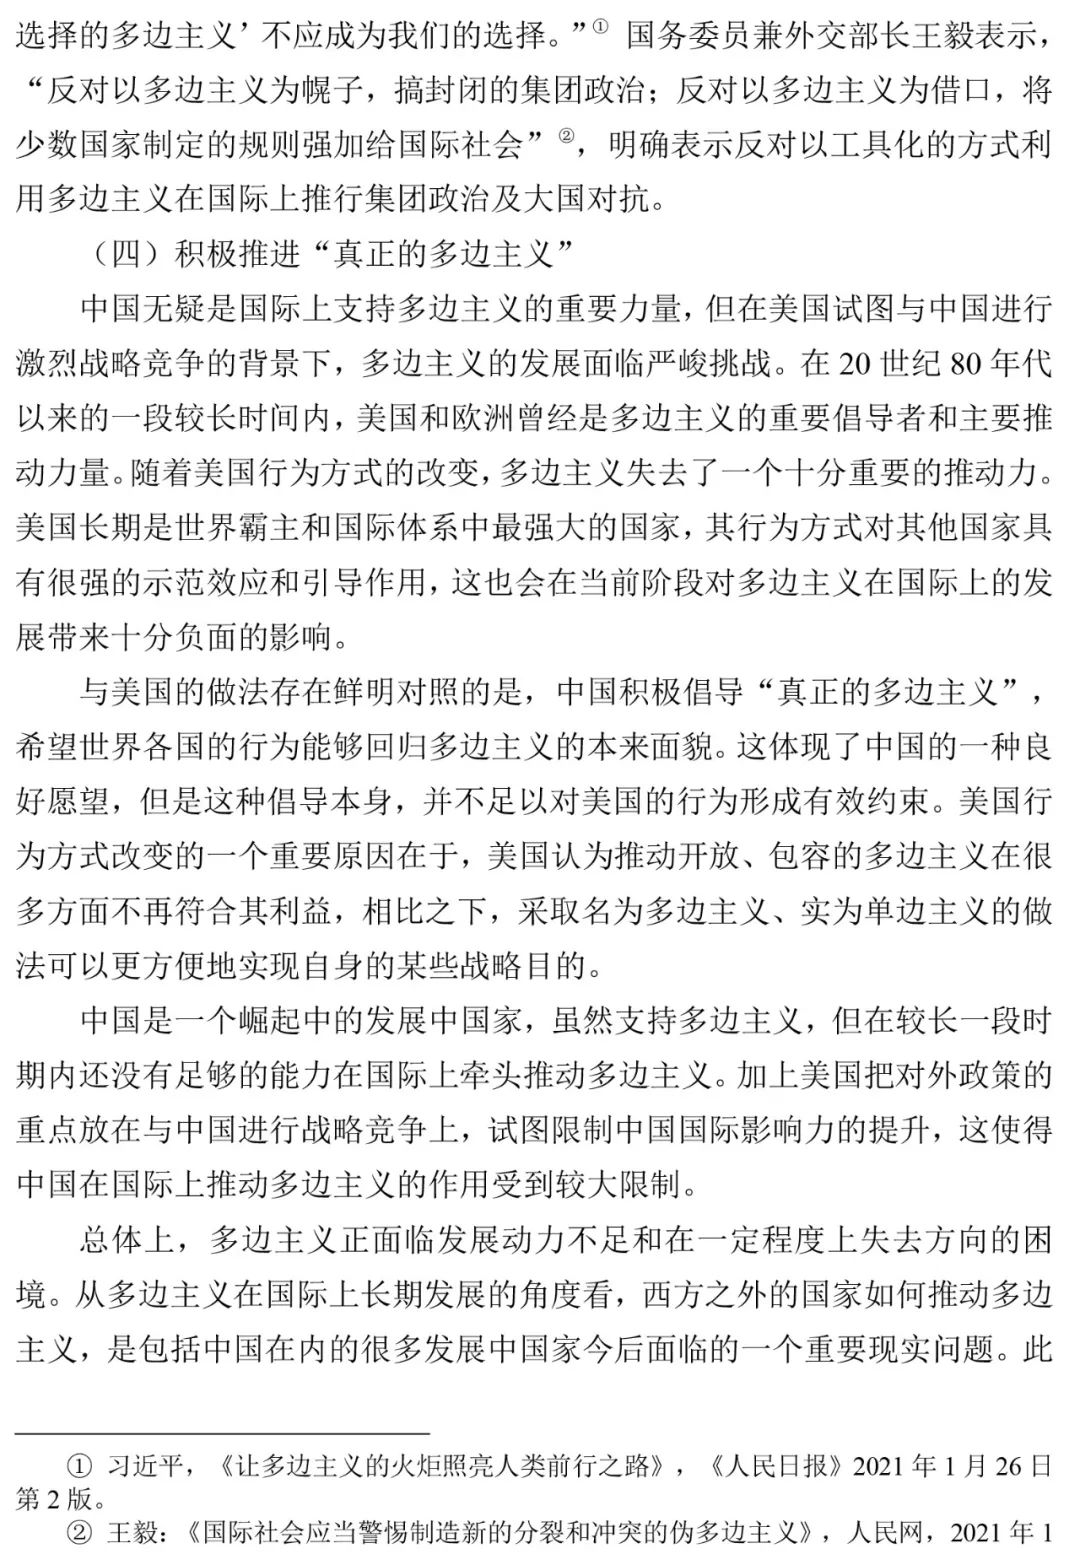 选择的多边主义’不应成为我们的选择。”① 国务委员兼外交部长王毅表示，
“反对以多边主义为幌子，搞封闭的集团政治；反对以多边主义为借口，将
少数国家制定的规则强加给国际社会”②，明确表示反对以工具化的方式利
用多边主义在国际上推行集团政治及大国对抗。
（四）积极推进“真正的多边主义”
中国无疑是国际上支持多边主义的重要力量，但在美国试图与中国进行
激烈战略竞争的背景下，多边主义的发展面临严峻挑战。在 20 世纪 80 年代
以来的一段较长时间内，美国和欧洲曾经是多边主义的重要倡导者和主要推
动力量。随着美国行为方式的改变，多边主义失去了一个十分重要的推动力。
美国长期是世界霸主和国际体系中最强大的国家，其行为方式对其他国家具
有很强的示范效应和引导作用，这也会在当前阶段对多边主义在国际上的发
展带来十分负面的影响。
与美国的做法存在鲜明对照的是，中国积极倡导“真正的多边主义”，
希望世界各国的行为能够回归多边主义的本来面貌。这体现了中国的一种良
好愿望，但是这种倡导本身，并不足以对美国的行为形成有效约束。美国行
为方式改变的一个重要原因在于，美国认为推动开放、包容的多边主义在很
多方面不再符合其利益，相比之下，采取名为多边主义、实为单边主义的做
法可以更方便地实现自身的某些战略目的。
中国是一个崛起中的发展中国家，虽然支持多边主义，但在较长一段时
期内还没有足够的能力在国际上牵头推动多边主义。加上美国把对外政策的
重点放在与中国进行战略竞争上，试图限制中国国际影响力的提升，这使得
中国在国际上推动多边主义的作用受到较大限制。
总体上，多边主义正面临发展动力不足和在一定程度上失去方向的困
境。从多边主义在国际上长期发展的角度看，西方之外的国家如何推动多边
主义，是包括中国在内的很多发展中国家今后面临的一个重要现实问题。此
① 习近平，《让多边主义的火炬照亮人类前行之路》，《人民日报》2021 年 1 月 26 日
第 2 版。
② 王毅：《国际社会应当警惕制造新的分裂和冲突的伪多边主义》，人民网，2021 年 1